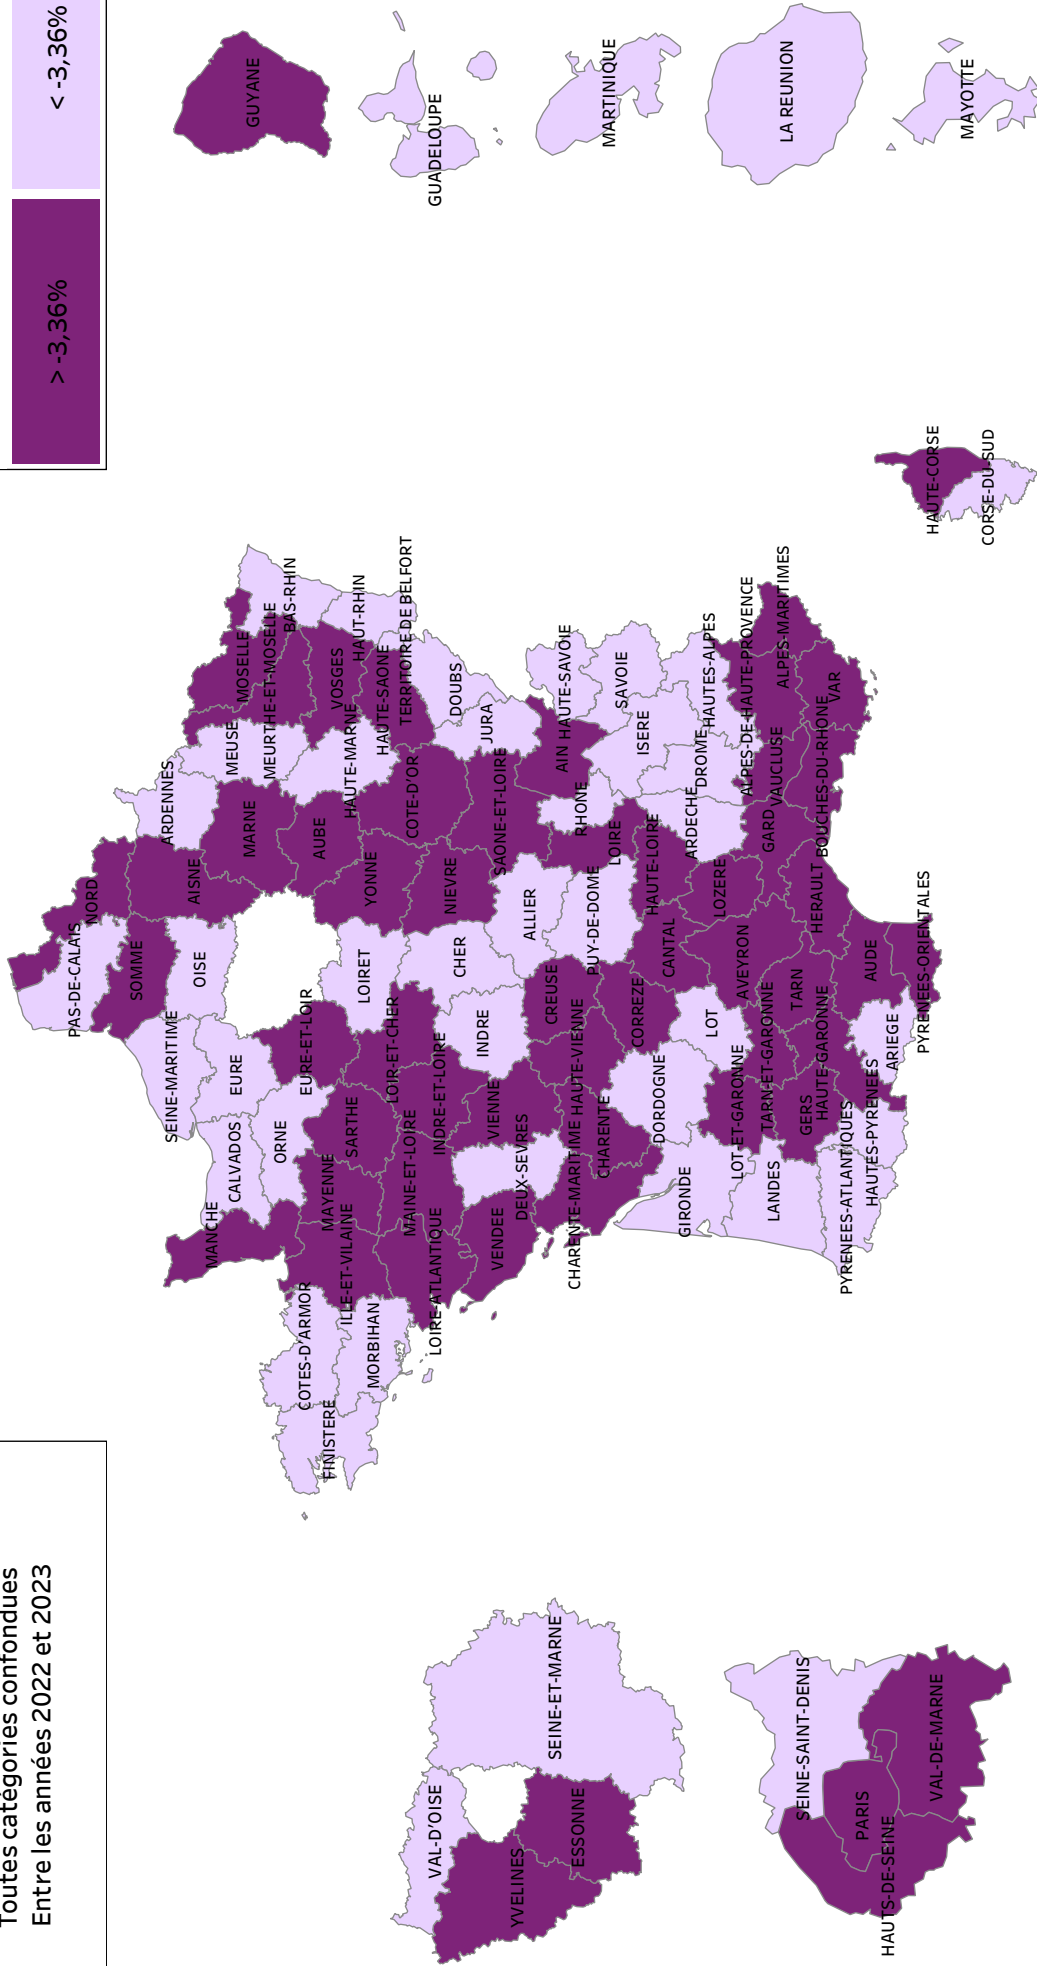 Toutes catégories confondues
Entre les années 2022 et 2023
> -3,36%
< -3,36%
PAS-DE-CALAIS
NORD
SOMME
SEINE-MARITIME
OISE
AISNE
ARDENNES
MANCHE
CALVADOS
EURE
MARNE
MEUSE
MOSELLE
MEURTHE-ET-MOSELLE
BAS-RHIN
ORNE
EURE-ET-LOIR
AUBE
HAUTE-MARNE
VOSGES
HAUT-RHIN
FINISTERE
COTES-D'ARMOR
ILLE-ET-VILAINE
MAYENNE
SARTHE
LOIRET
YONNE
HAUTE-SAONE
TERRITOIRE DE BELFORT
MORBIHAN
LOIRE-ATLANTIQUE
MAINE-ET-LOIRE
INDRE-ET-LOIRE
LOIR-ET-CHER
CHER
NIEVRE
COTE-D'OR
DOUBS
JURA
VENDEE
DEUX-SEVRES
VIENNE
INDRE
ALLIER
SAONE-ET-LOIRE
AIN
HAUTE-SAVOIE
CHARENTE-MARITIME
CHARENTE
HAUTE-VIENNE
CREUSE
PUY-DE-DOME
LOIRE
RHONE
ISERE
SAVOIE
GIRONDE
DORDOGNE
CORREZE
CANTAL
HAUTE-LOIRE
ARDECHE
DROME
HAUTES-ALPES
LANDES
LOT-ET-GARONNE
LOT
AVEYRON
LOZERE
GARD
VAUCLUSE
ALPES-DE-HAUTE-PROVENCE
ALPES-MARITIMES
PYRENEES-ATLANTIQUES
HAUTES-PYRENEES
GERS
TARN-ET-GARONNE
HAUTE-GARONNE
TARN
HERAULT
BOUCHES-DU-RHONE
VAR
ARIEGE
AUDE
PYRENEES-ORIENTALES
HAUTE-CORSE
CORSE-DU-SUD
VAL-D'OISE
YVELINES
ESSONNE
SEINE-ET-MARNE
SEINE-SAINT-DENIS
PARIS
HAUTS-DE-SEINE
VAL-DE-MARNE
GUYANE
GUADELOUPE
MARTINIQUE
LA REUNION
MAYOTTE